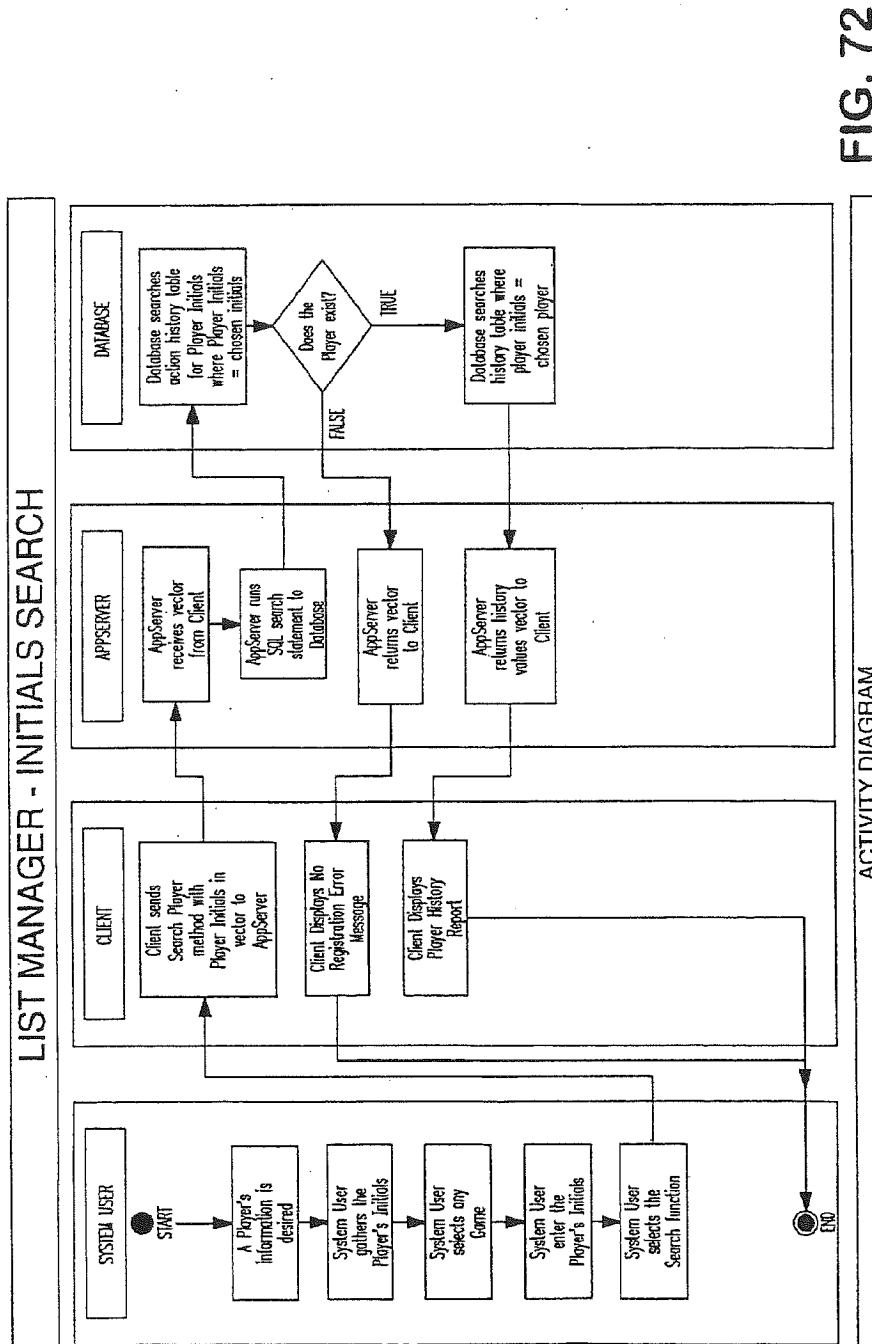 LIST MANAGER - INITIALS SEARCH
SYSTEM USER
START
A Player's
information is
desired
System User
gathers the
Player's Initials
System User
selects any
Game
System User
enter the
Player's Initials
System User
selects the
Search function
END
CLIENT
Client sends
Search Player
method with
Player Initials in
vector to
AppServer
Client Displays No
Registration Error
Message
Client Displays
Player History
Report
APPSERVER
AppServer
receives vector
from Client
AppServer runs
SQL search
statement to
Database
AppServer
returns vector
to Client
AppServer
returns history
values vector to
Client
DATABASE
Database searches
action history table
for Player Initials
where Player Initials
= chosen initials
Does the
Player exist?
FALSE
TRUE
Database searches
history table where
player initials =
chosen player
ACTIVITY DIAGRAM
FIG. 72